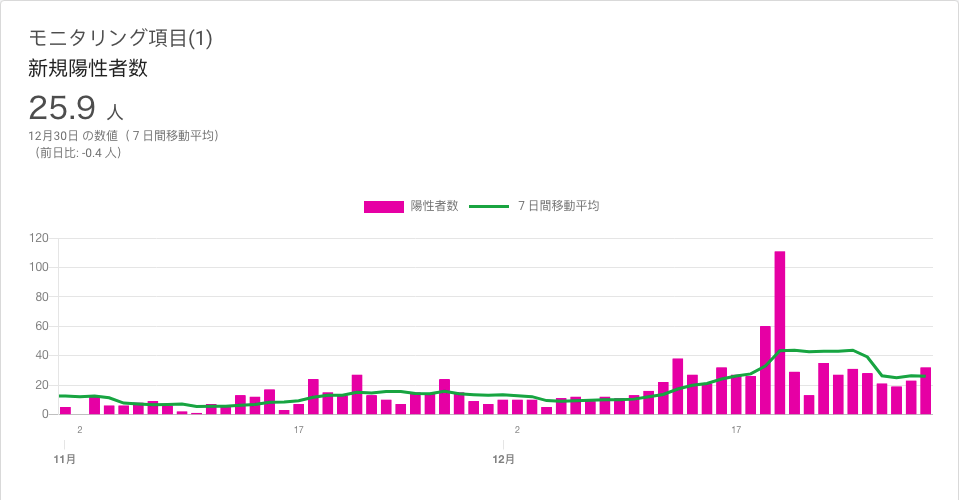 モニタリング項目(1)
新規陽性者数
25.9 人
12月30日 の数値（７日間移動平均）
（前日比: -0.4 人）
陽性者数 ７日間移動平均
120
100
80
60
40
20
0
2 17 2 17
11月 12月